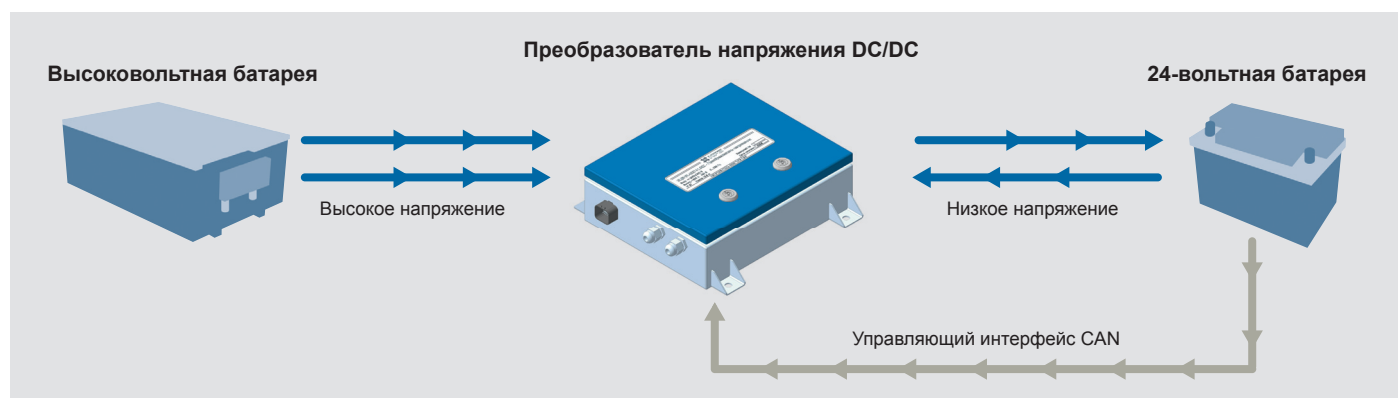 Преобразователь напряжения DC/DC
Высоковольтная батарея
24-вольтная батарея
Высокое напряжение
Низкое напряжение
Управляющий интерфейс CAN